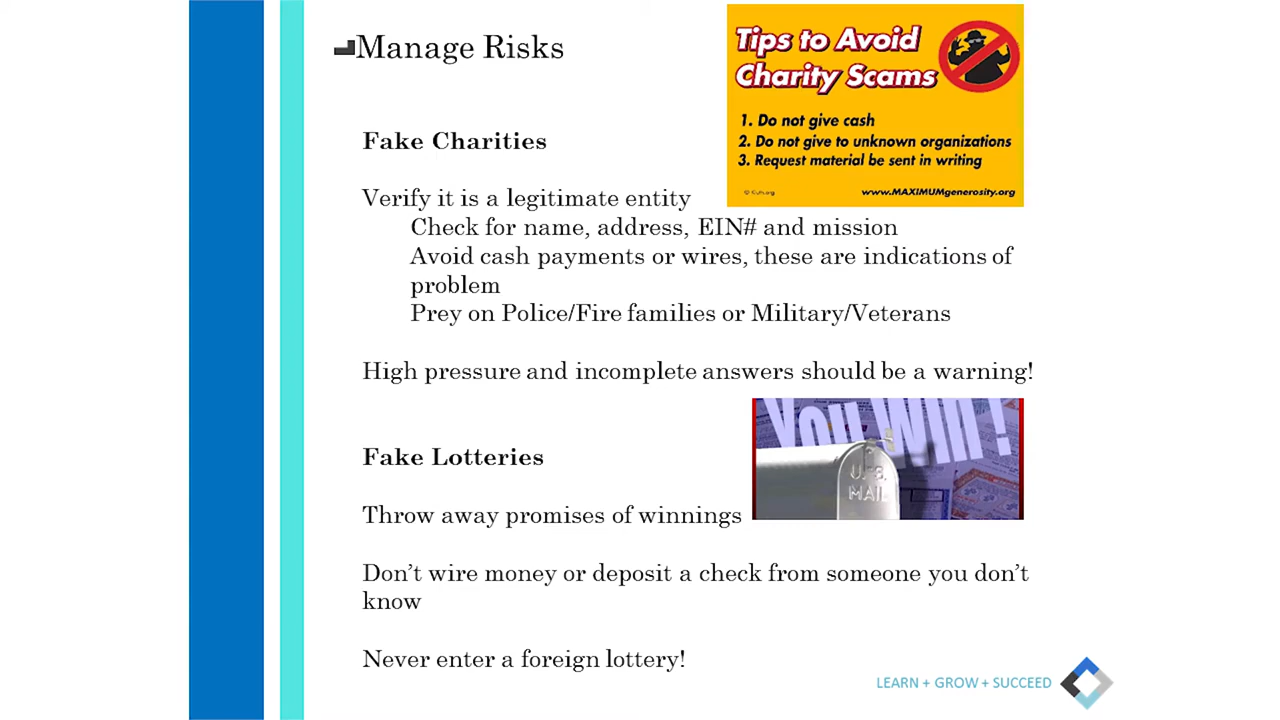 Manage Risks
Tips to Avoid
Charity Scams
1. Do not give cash
2. Do not give to unknown organizations
3. Request material be sent in writing
www.MAXIMUMgenerosity.org
Fake Charities
Verify it is a legitimate entity
Check for name, address, EIN# and mission
Avoid cash payments or wires, these are indications of
problem
Prey on Police/Fire families or Military/Veterans
High pressure and incomplete answers should be a warning!
You Win!
U.S.
MAIL
Fake Lotteries
Throw away promises of winnings
Don’t wire money or deposit a check from someone you don’t
know
Never enter a foreign lottery!
LEARN + GROW + SUCCEED